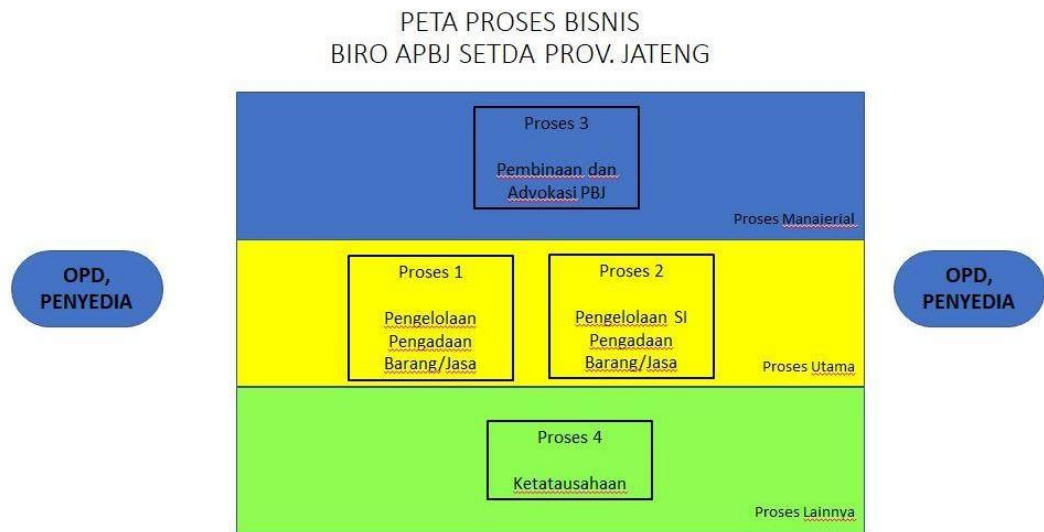 PETA PROSES BISNIS
BIRO APBJ SETDA PROV. JATENG
Proses 3
Pembinaan dan
Advokasi PBJ
Proses Manajerial
OPD,
PENYEDIA
Proses 1
Pengelolaan
Pengadaan
Barang/Jasa
Proses 2
Pengelolaan SI
Pengadaan
Barang/Jasa
Proses Utama
OPD,
PENYEDIA
Proses 4
Ketatausahaan
Proses Lainnya